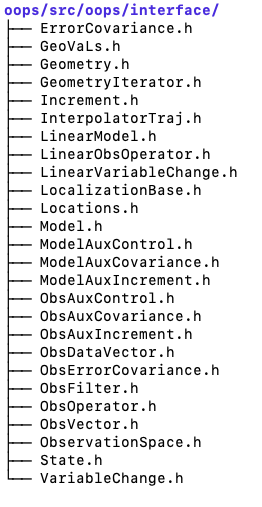 oops/src/oops/interface/
├── ErrorCovariance.h
├── GeoVaLs.h
├── Geometry.h
├── GeometryIterator.h
├── Increment.h
├── InterpolatorTraj.h
├── LinearModel.h
├── LinearObsOperator.h
├── LinearVariableChange.h
├── LocalizationBase.h
├── Locations.h
├── Model.h
├── ModelAuxControl.h
├── ModelAuxCovariance.h
├── ModelAuxIncrement.h
├── ObsAuxControl.h
├── ObsAuxCovariance.h
├── ObsAuxIncrement.h
├── ObsDataVector.h
├── ObsErrorCovariance.h
├── ObsFilter.h
├── ObsOperator.h
├── ObsVector.h
├── ObservationSpace.h
├── State.h
└── VariableChange.h